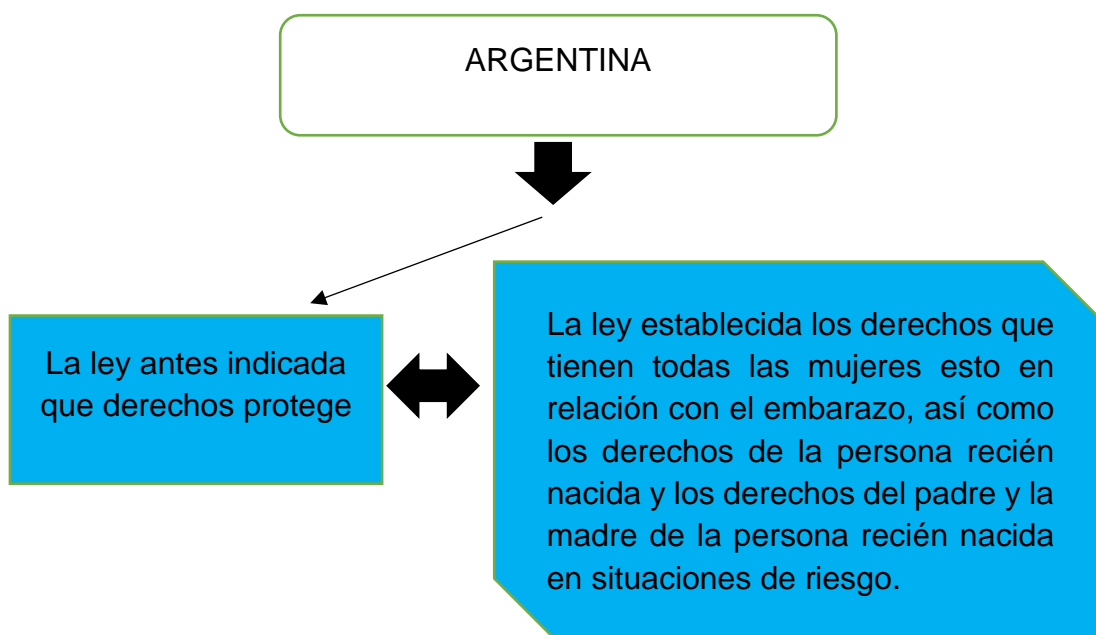 ARGENTINA
La ley antes indicada
que derechos protege
La ley establecida los derechos que
tienen todas las mujeres esto en
relación con el embarazo, así como
los derechos de la persona recién
nacida y los derechos del padre y la
madre de la persona recién nacida
en situaciones de riesgo.